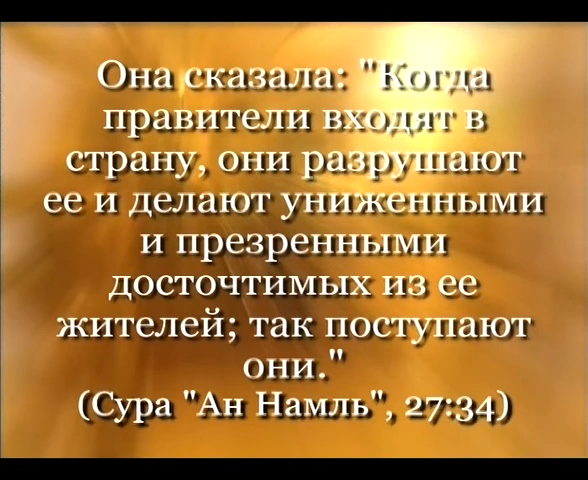 Она сказала: "Когда
правители входят в
страну, они разрушают
ее и делают униженными
и презренными
досточтимых из ее
жителей; так поступают
они."
(Сура "Ан Намль", 27:34)